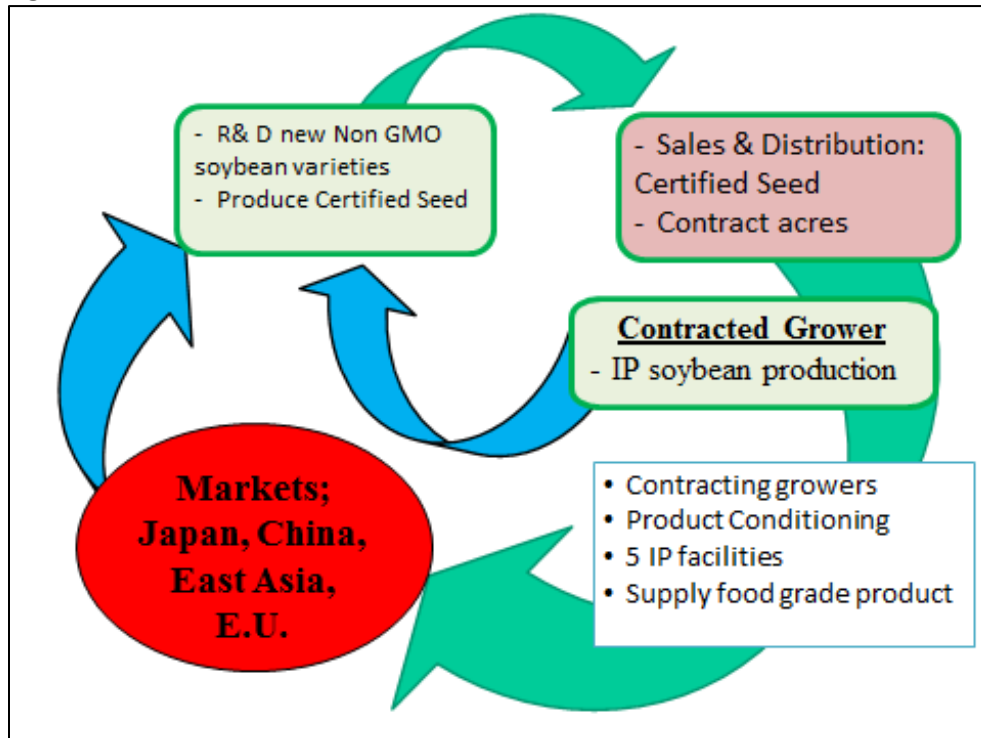 - R& D new Non GMO
soybean varieties
- Produce Certified Seed
- Sales & Distribution:
Certified Seed
- Contract acres
Contracted Grower
- IP soybean production
• Contracting growers
• Product Conditioning
• 5 IP facilities
• Supply food grade product
Markets;
Japan, China,
East Asia,
E.U.